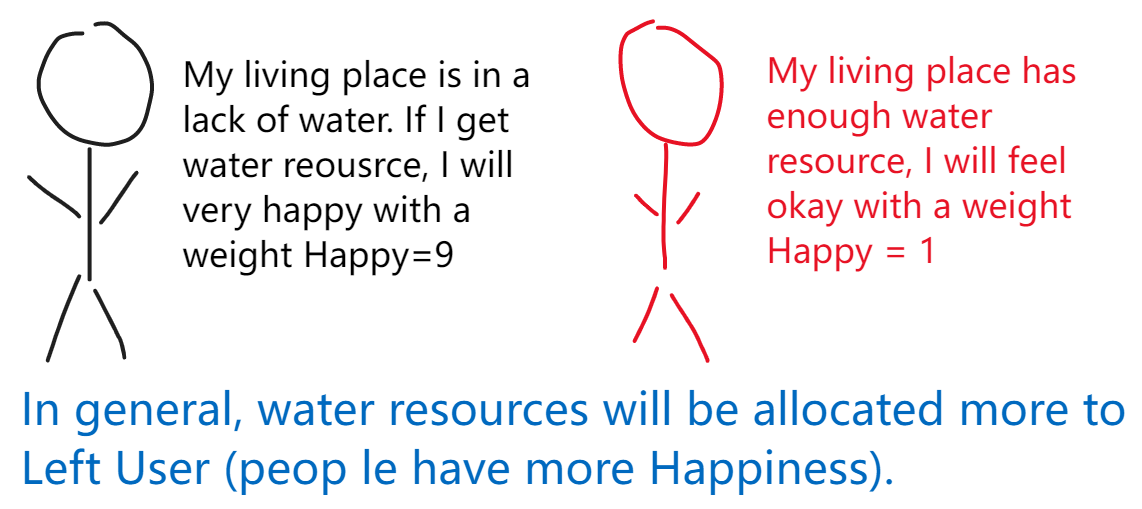 My living place is in a
lack of water. If I get
water reousrce, I will
very happy with a
weight Happy=9
My living place has
enough water
resource, I will feel
okay with a weight
Happy = 1
In general, water resources will be allocated more to
Left User (peop le have more Happiness).